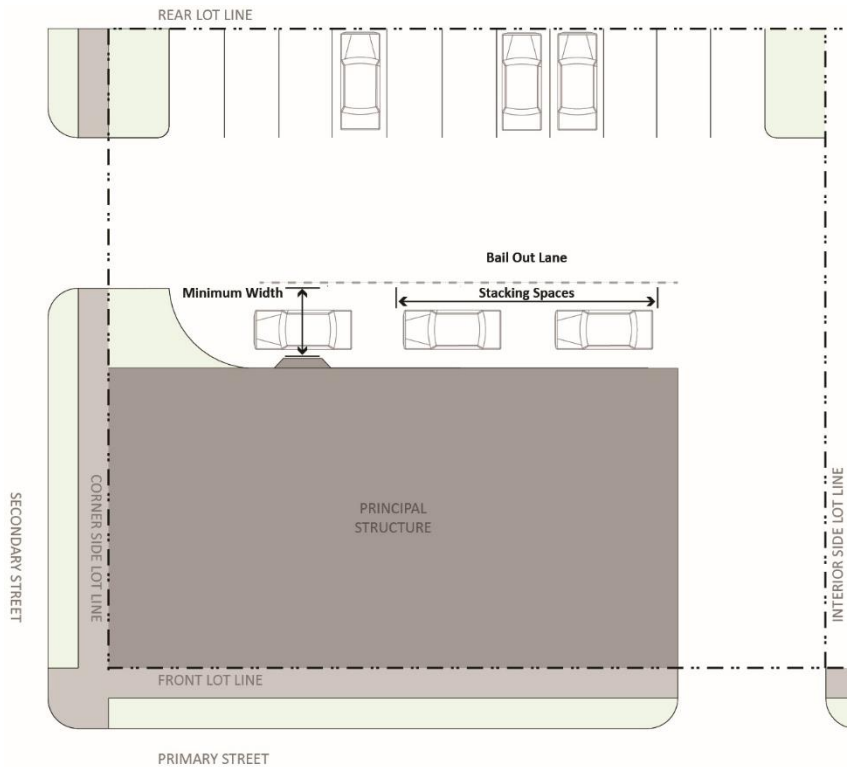 REAR LOT LINE
Bail Out Lane
Minimum Width
Stacking Spaces
PRINCIPAL
STRUCTURE
SECONDARY STREET
CORNER SIDE LOT LINE
INTERIOR SIDE LOT LINE
FRONT LOT LINE
PRIMARY STREET